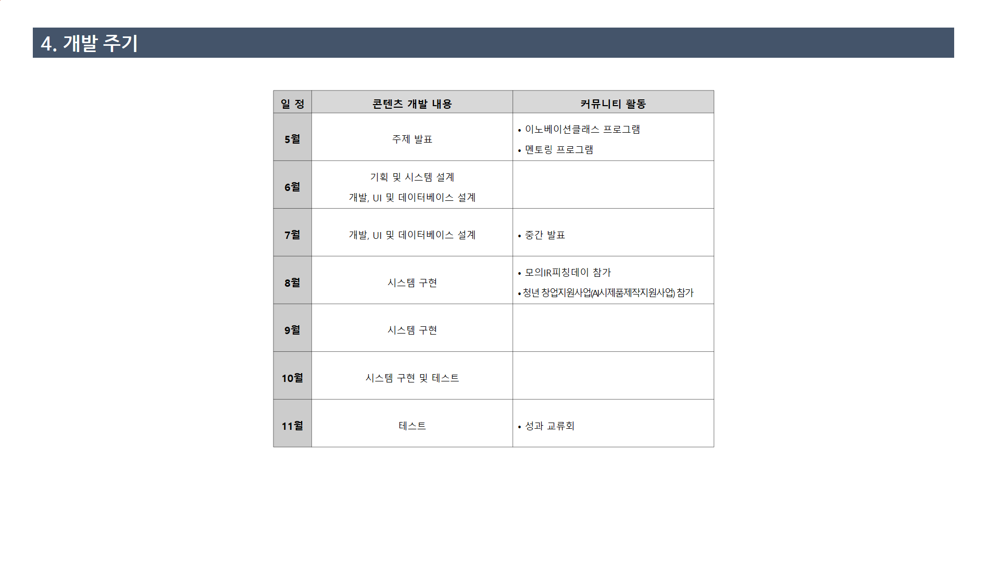 4. 개발 주기
일 정
콘텐츠 개발 내용
커뮤니티 활동
5월
주제 발표
• 이노베이션클래스 프로그램
• 멘토링 프로그램
6월
기획 및 시스템 설계
개발, UI 및 데이터베이스 설계
7월
개발, UI 및 데이터베이스 설계
• 중간 발표
8월
시스템 구현
• 모의IR피칭데이 참가
• 청년 창업지원사업(AI시제품제작지원사업) 참가
9월
시스템 구현
10월
시스템 구현 및 테스트
11월
테스트
• 성과 교류회